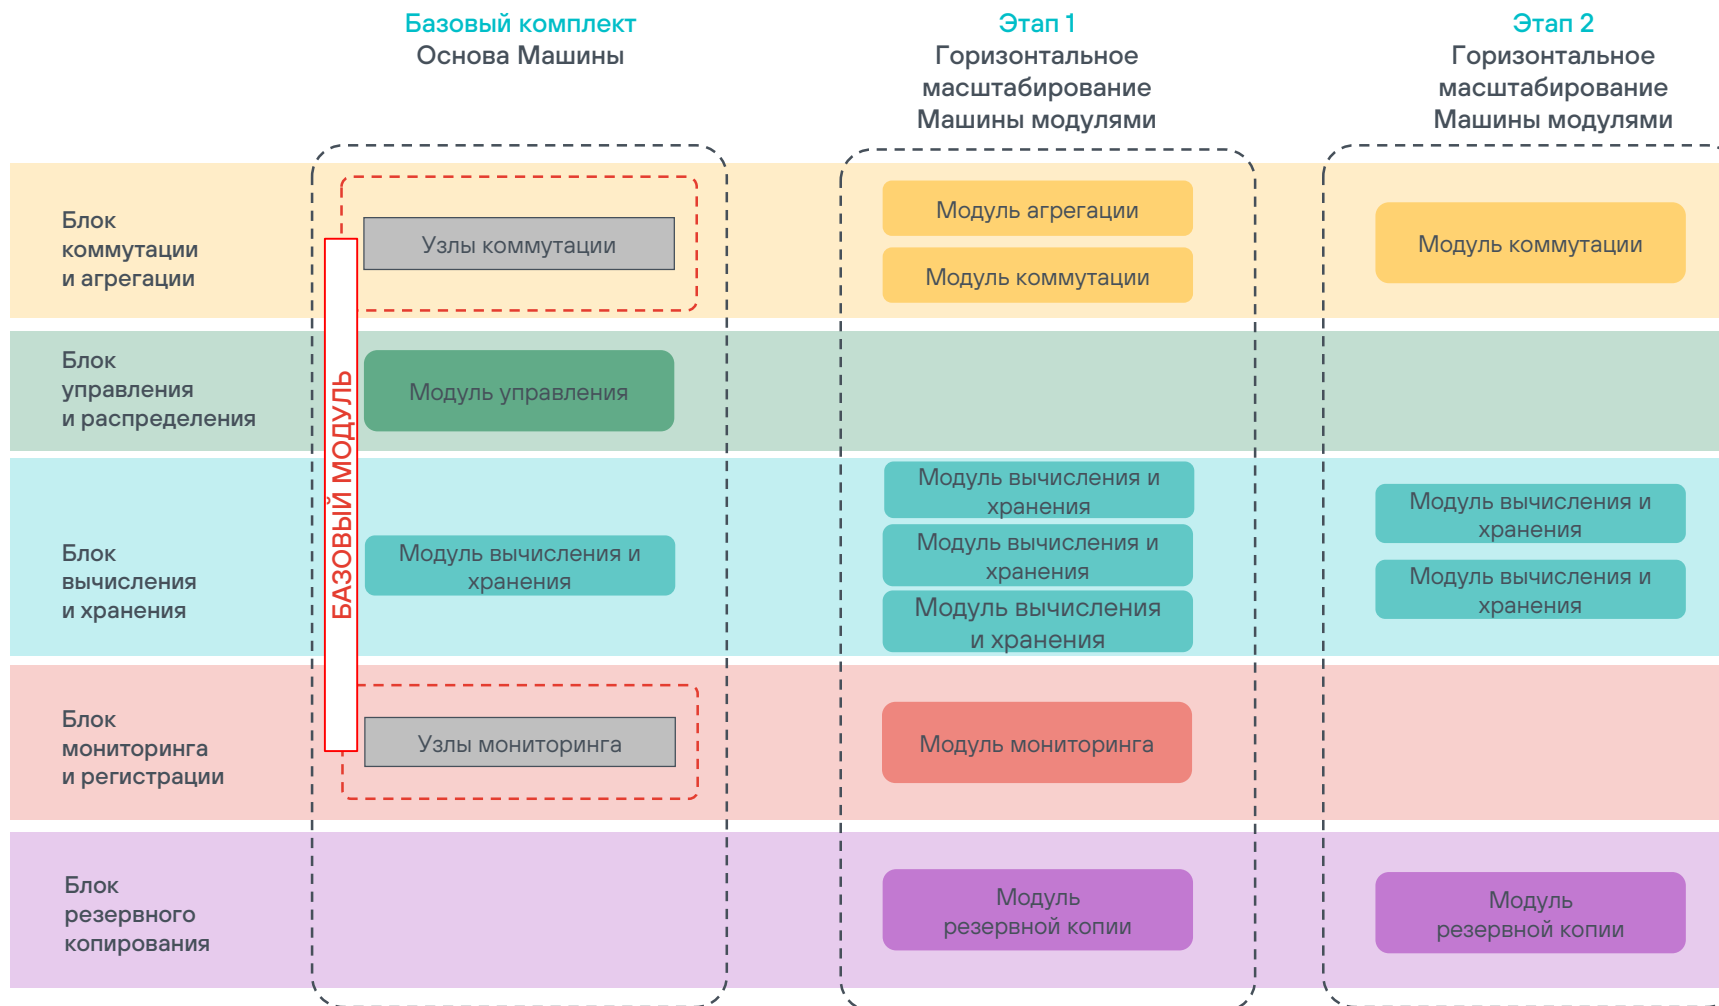 Базовый комплект
Основа Машины
Этап 1
Горизонтальное
масштабирование
Машины модулями
Этап 2
Горизонтальное
масштабирование
Машины модулями
Блок
коммутации
и агрегации
Узлы коммутации
Модуль агрегации
Модуль коммутации
Модуль коммутации
БАЗОВЫЙ МОДУЛЬ
Блок
управления
и распределения
Модуль управления
Блок
вычисления
и хранения
Модуль вычисления и
хранения
Модуль вычисления и
хранения
Модуль вычисления и
хранения
Модуль вычисления
и хранения
Модуль вычисления и
хранения
Модуль вычисления и
хранения
Блок
мониторинга
и регистрации
Узлы мониторинга
Модуль мониторинга
Блок
резервного
копирования
Модуль
резервной копии
Модуль
резервной копии